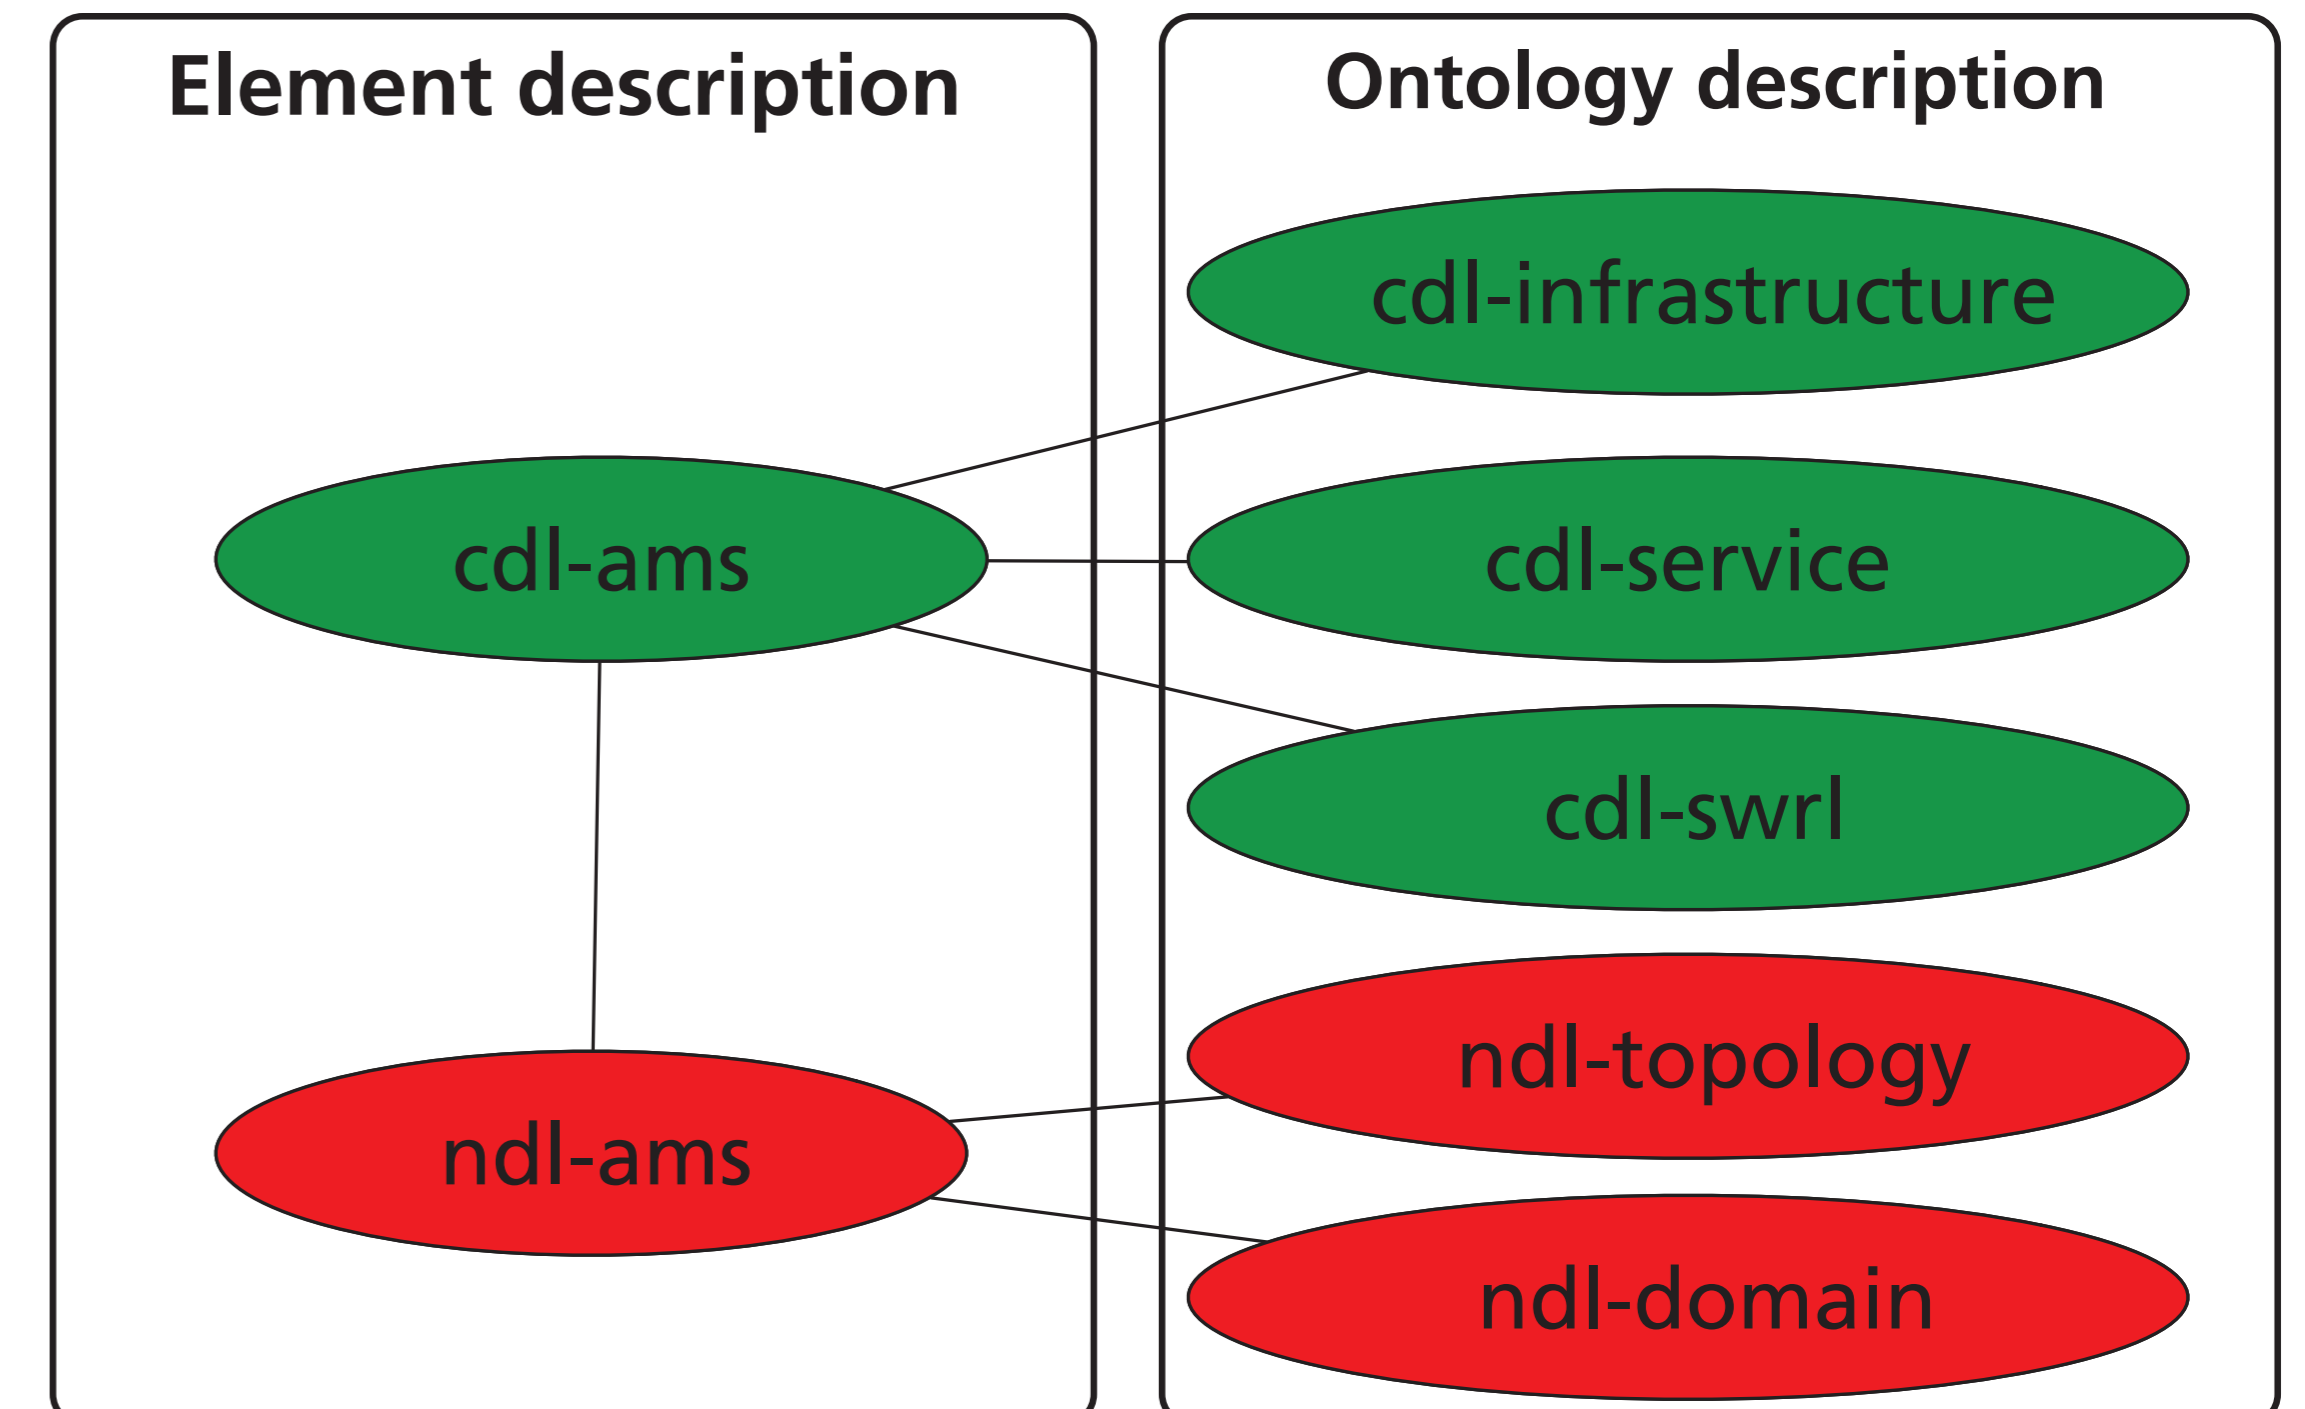 Element description
Ontology description
cdl-infrastructure
cdl-ams
cdl-service
cdl-swrl
ndl-topology
ndl-ams
ndl-domain